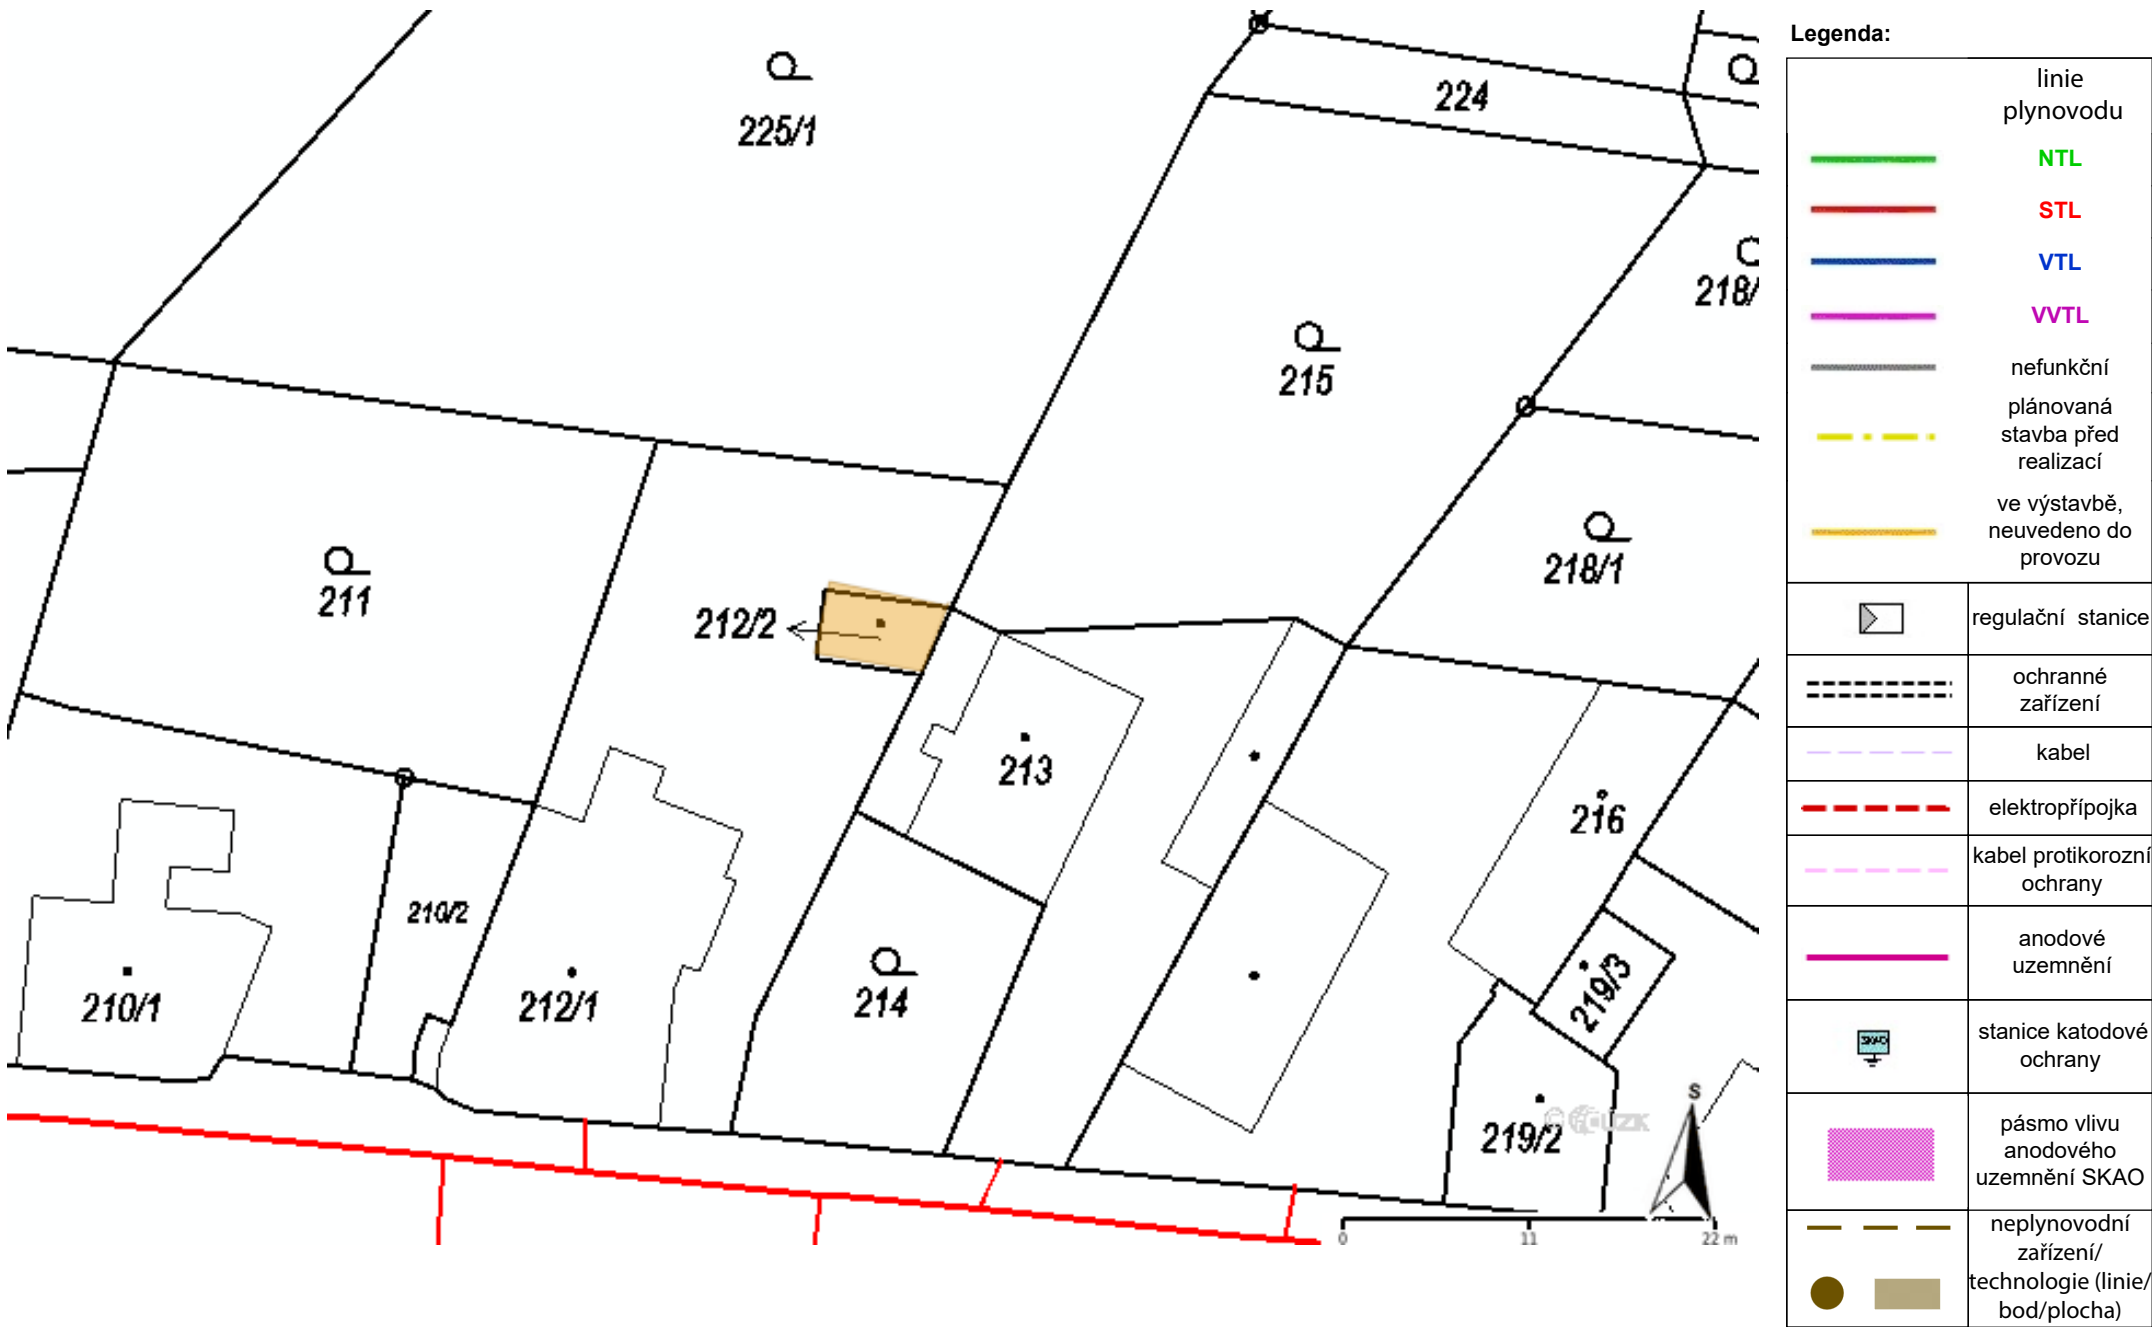 225/1
224
218/
215
211
218/1
212/2
213
216
210/2
210/1
212/1
214
219/3
219/2
S
0
11
22 m
Legenda:
linie
plynovodu
NTL
STL
VTL
VVTL
nefunkční
plánovaná
stavba před
realizací
ve výstavbě,
neuvedeno do
provozu
regulační stanice
ochranné
zařízení
kabel
elektropřípojka
kabel protikorozní
ochrany
anodové
uzemnění
SKAO
stanice katodové
ochrany
pásmo vlivu
anodového
uzemnění SKAO
neplynovodní
zařízení/
technologie (linie/
bod/plocha)